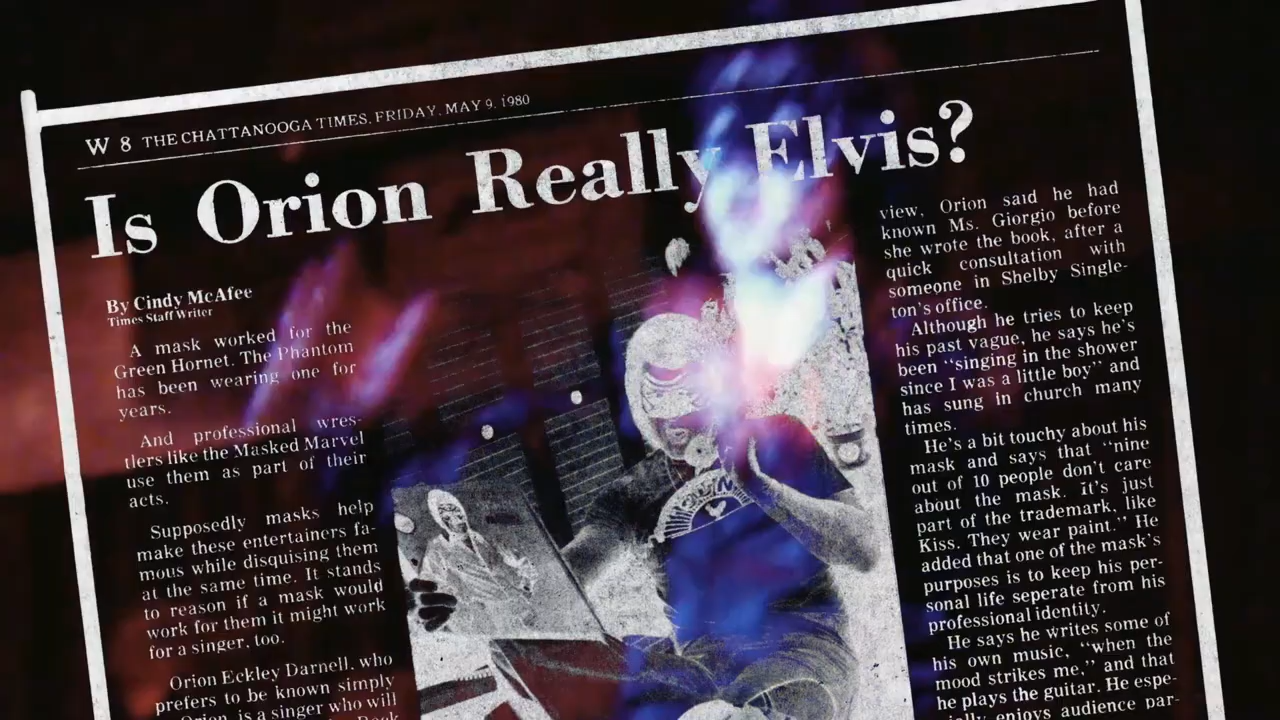 W 8 THE CHATTANOOGA TIMES, FRIDAY, MAY 9, 1980
Is Orion Really Elvis?
By Cindy McAfee
Times Staff Writer
A mask worked for the
Green Hornet. The Phantom
has been wearing one for
years.
And professional wres-
tlers like the Masked Marvel
use them as part of their
acts.
Supposedly masks help
make these entertainers fa-
mous while disquising them
at the same time. It stands
to reason if a mask would
work for them it might work
for a singer, too.
Orion Eckley Darnell, who
prefers to be known simply
Orion, is a singer who will
view, Orion said he had
known Ms. Giorgio before
she wrote the book, after a
quick consultation with
someone in Shelby Single-
ton's office.
Although he tries to keep
his past vague, he says he's
been "singing in the shower
since I was a little boy" and
has sung in church many
times.
He's a bit touchy about his
mask and says that "nine
out of 10 people don't care
about the mask. It's just
part of the trademark, like
Kiss. They wear paint." He
added that one of the mask's
purposes is to keep his per-
sonal life seperate from his
professional identity.
He says he writes some of
his own music, "when the
mood strikes me," and that
he plays the guitar. He espe-
enjoys audience par-
SUN